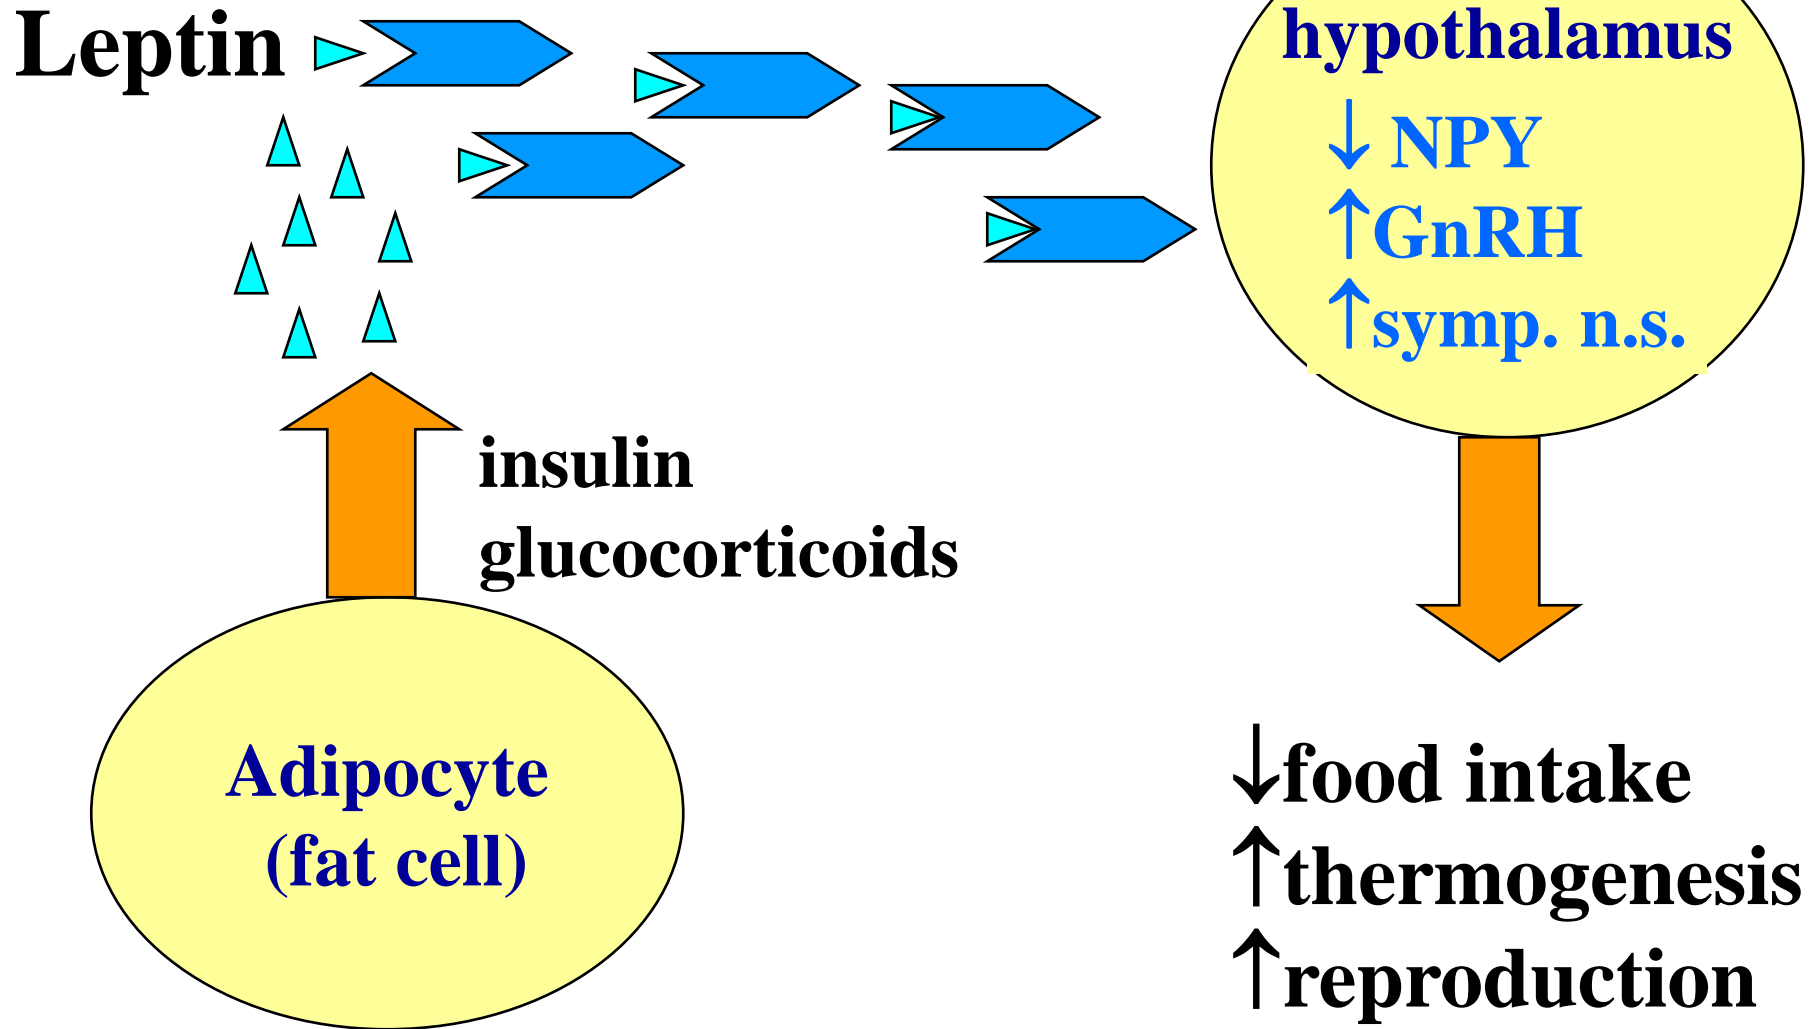 Leptin
hypothalamus
↓ NPY
↑GnRH
↑symp. n.s.
insulin
glucocorticoids
Adipocyte
(fat cell)
↓food intake
↑thermogenesis
↑reproduction